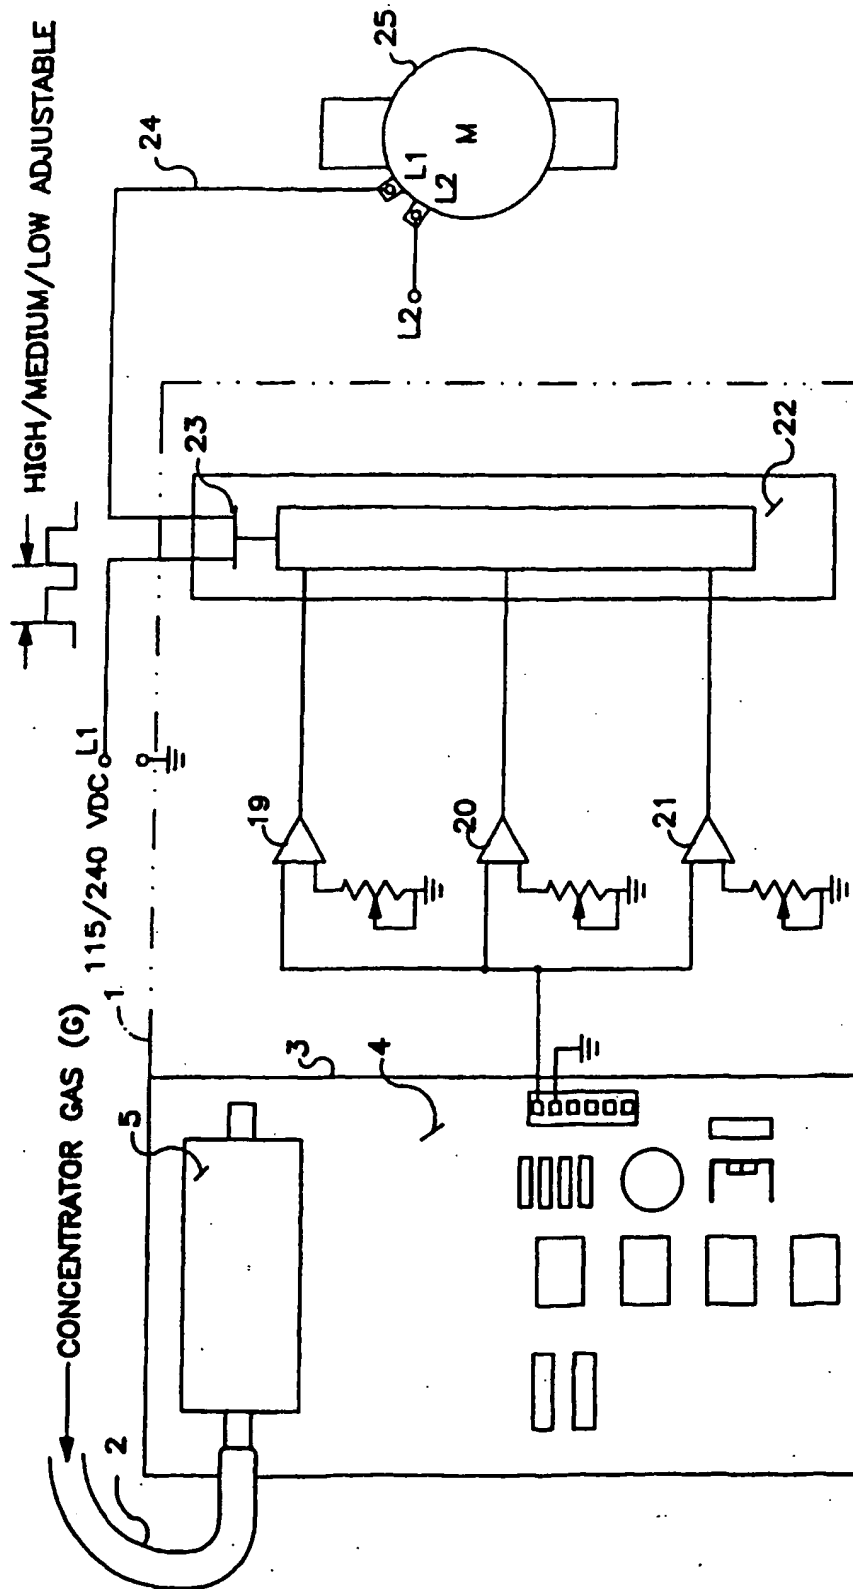 HIGH/MEDIUM/LOW ADJUSTABLE
CONCENTRATOR GAS (G)
115/240 VDC
L1
1
2
3
4
5
19
20
21
22
23
24
25
L1
L2
L2
M